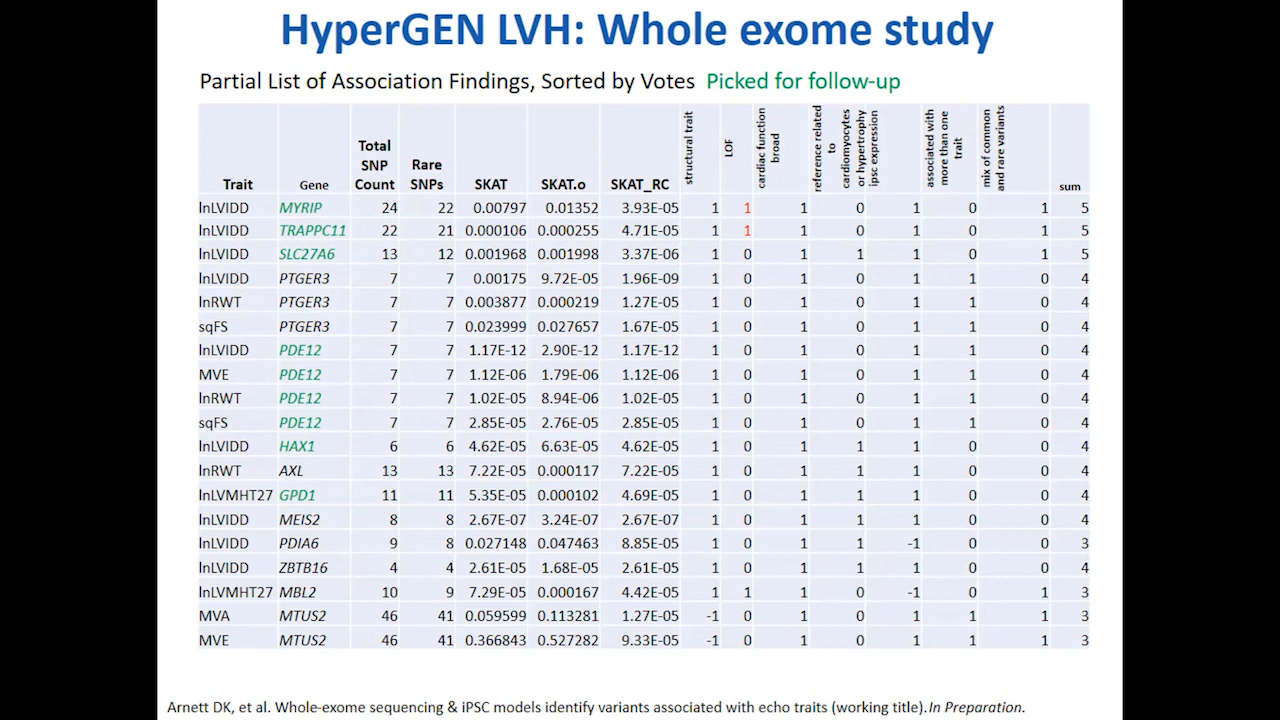 HyperGEN LVH: Whole exome study
Partial List of Association Findings, Sorted by Votes Picked for follow-up
Trait Gene Total SNP Count Rare SNPs SKAT SKAT.o SKAT_RC structural trait LOF cardiac function broad reference related to cardiomyocytes or hypertrophy ipsc expression associated with more than one trait mix of common and rare variants sum
lnLVIDD MYRIP 24 22 0.00797 0.01352 3.93E-05 1 1 1 0 1 0 1 5
lnLVIDD TRAPPC11 22 21 0.000106 0.000255 4.71E-05 1 1 1 0 1 0 1 5
lnLVIDD SLC27A6 13 12 0.001968 0.001998 3.37E-06 1 0 1 1 1 0 1 5
lnLVIDD PTGER3 7 7 0.00175 9.72E-05 1.96E-09 1 0 1 0 1 1 0 4
lnRWT PTGER3 7 7 0.003877 0.000219 1.27E-05 1 0 1 0 1 1 0 4
sqFS PTGER3 7 7 0.023999 0.027657 1.67E-05 1 0 1 0 1 1 0 4
lnLVIDD PDE12 7 7 1.17E-12 2.90E-12 1.17E-12 1 0 1 0 1 1 0 4
MVE PDE12 7 7 1.12E-06 1.79E-06 1.12E-06 1 0 1 0 1 1 0 4
lnRWT PDE12 7 7 1.02E-05 8.94E-06 1.02E-05 1 0 1 0 1 1 0 4
sqFS PDE12 7 7 2.85E-05 2.76E-05 2.85E-05 1 0 1 0 1 1 0 4
lnLVIDD HAX1 6 6 4.62E-05 6.63E-05 4.62E-05 1 0 1 1 1 0 0 4
lnRWT AXL 13 13 7.22E-05 0.000117 7.22E-05 1 0 1 1 1 0 0 4
lnLVMHT27 GPD1 11 11 5.35E-05 0.000102 4.69E-05 1 0 1 1 1 0 0 4
lnLVIDD MEIS2 8 8 2.67E-07 3.24E-07 2.67E-07 1 0 1 1 1 0 0 4
lnLVIDD PDIA6 9 8 0.027148 0.047463 8.85E-05 1 0 1 1 -1 0 0 3
lnLVIDD ZBTB16 4 4 2.61E-05 1.68E-05 2.61E-05 1 0 1 1 1 0 0 4
lnLVMHT27 MBL2 10 9 7.29E-05 0.000167 4.42E-05 1 1 1 0 -1 0 1 3
MVA MTUS2 46 41 0.059599 0.113281 1.27E-05 -1 0 1 0 1 1 1 3
MVE MTUS2 46 41 0.366843 0.527282 9.33E-05 -1 0 1 0 1 1 1 3
Arnett DK, et al. Whole-exome sequencing & iPSC models identify variants associated with echo traits (working title). In Preparation.